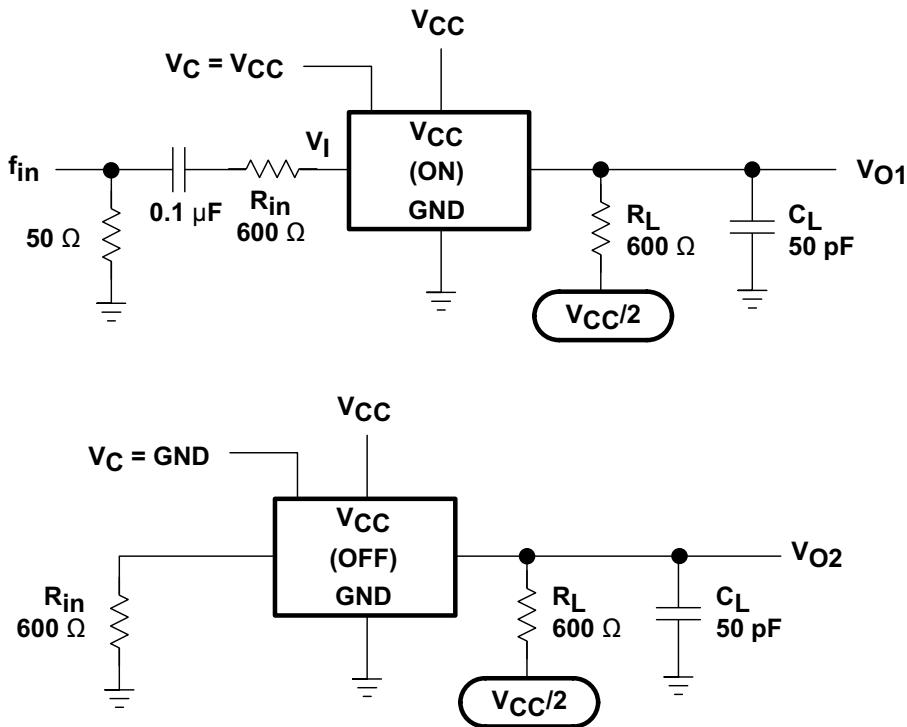 VCC
VC = VCC
VI
VCC
(ON)
GND
fin
VO1
0.1 μF
Rin
600 Ω
50 Ω
RL
600 Ω
CL
50 pF
VCC/2
VCC
VC = GND
VCC
(OFF)
GND
VO2
Rin
600 Ω
RL
600 Ω
CL
50 pF
VCC/2